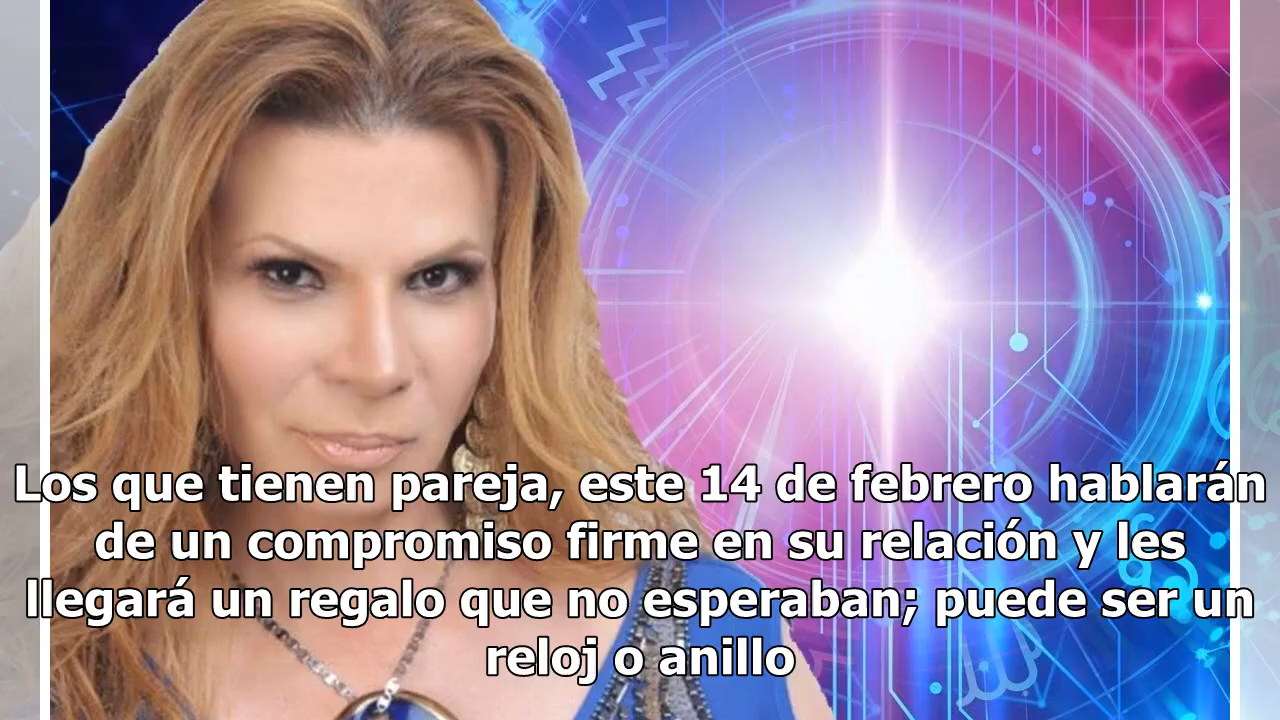 Los que tienen pareja, este 14 de febrero hablarán
de un compromiso firme en su relación y les
llegará un regalo que no esperaban; puede ser un
reloj o anillo